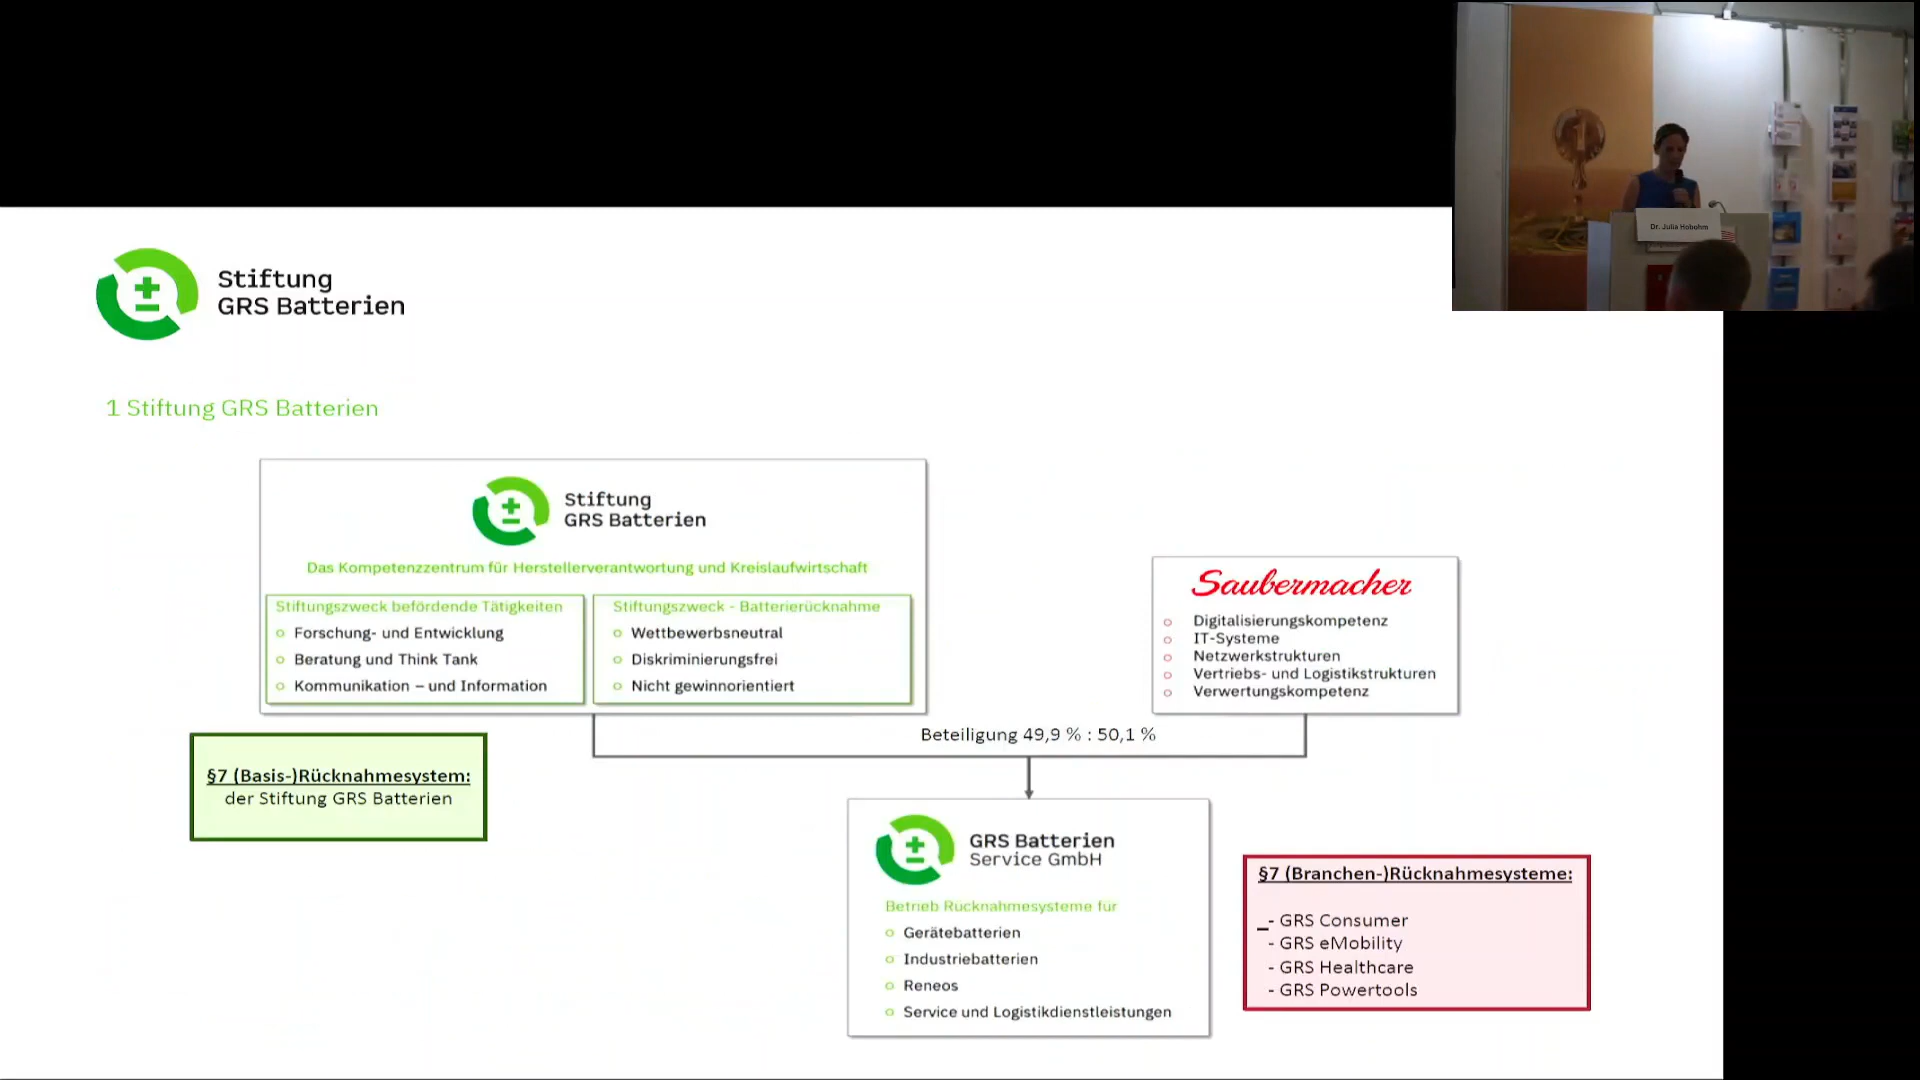 Dr. Julia Hobohm
Stiftung
GRS Batterien
1 Stiftung GRS Batterien
Stiftung
GRS Batterien
Das Kompetenzzentrum für Herstellerverantwortung und Kreislaufwirtschaft
Stiftungszweck befördende Tätigkeiten
o Forschung- und Entwicklung
o Beratung und Think Tank
o Kommunikation – und Information
Stiftungszweck - Batterierücknahme
o Wettbewerbsneutral
o Diskriminierungsfrei
o Nicht gewinnorientiert
Saubermacher
o Digitalisierungskompetenz
o IT-Systeme
o Netzwerkstrukturen
o Vertriebs- und Logistikstrukturen
o Verwertungskompetenz
Beteiligung 49,9 % : 50,1 %
§7 (Basis-)Rücknahmesystem:
der Stiftung GRS Batterien
GRS Batterien
Service GmbH
Betrieb Rücknahmesysteme für
o Gerätebatterien
o Industriebatterien
o Reneos
o Service und Logistikdienstleistungen
§7 (Branchen-)Rücknahmesysteme:
- GRS Consumer
- GRS eMobility
- GRS Healthcare
- GRS Powertools